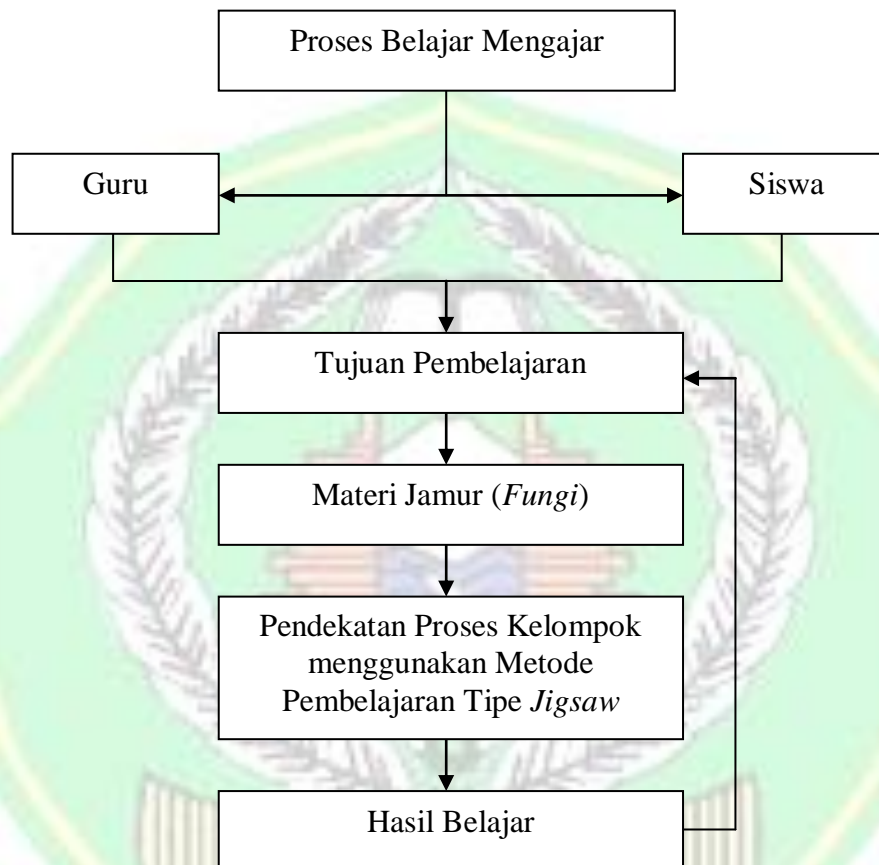 Proses Belajar Mengajar
Guru
Siswa
Tujuan Pembelajaran
Materi Jamur (Fungi)
Pendekatan Proses Kelompok
menggunakan Metode
Pembelajaran Tipe Jigsaw
Hasil Belajar